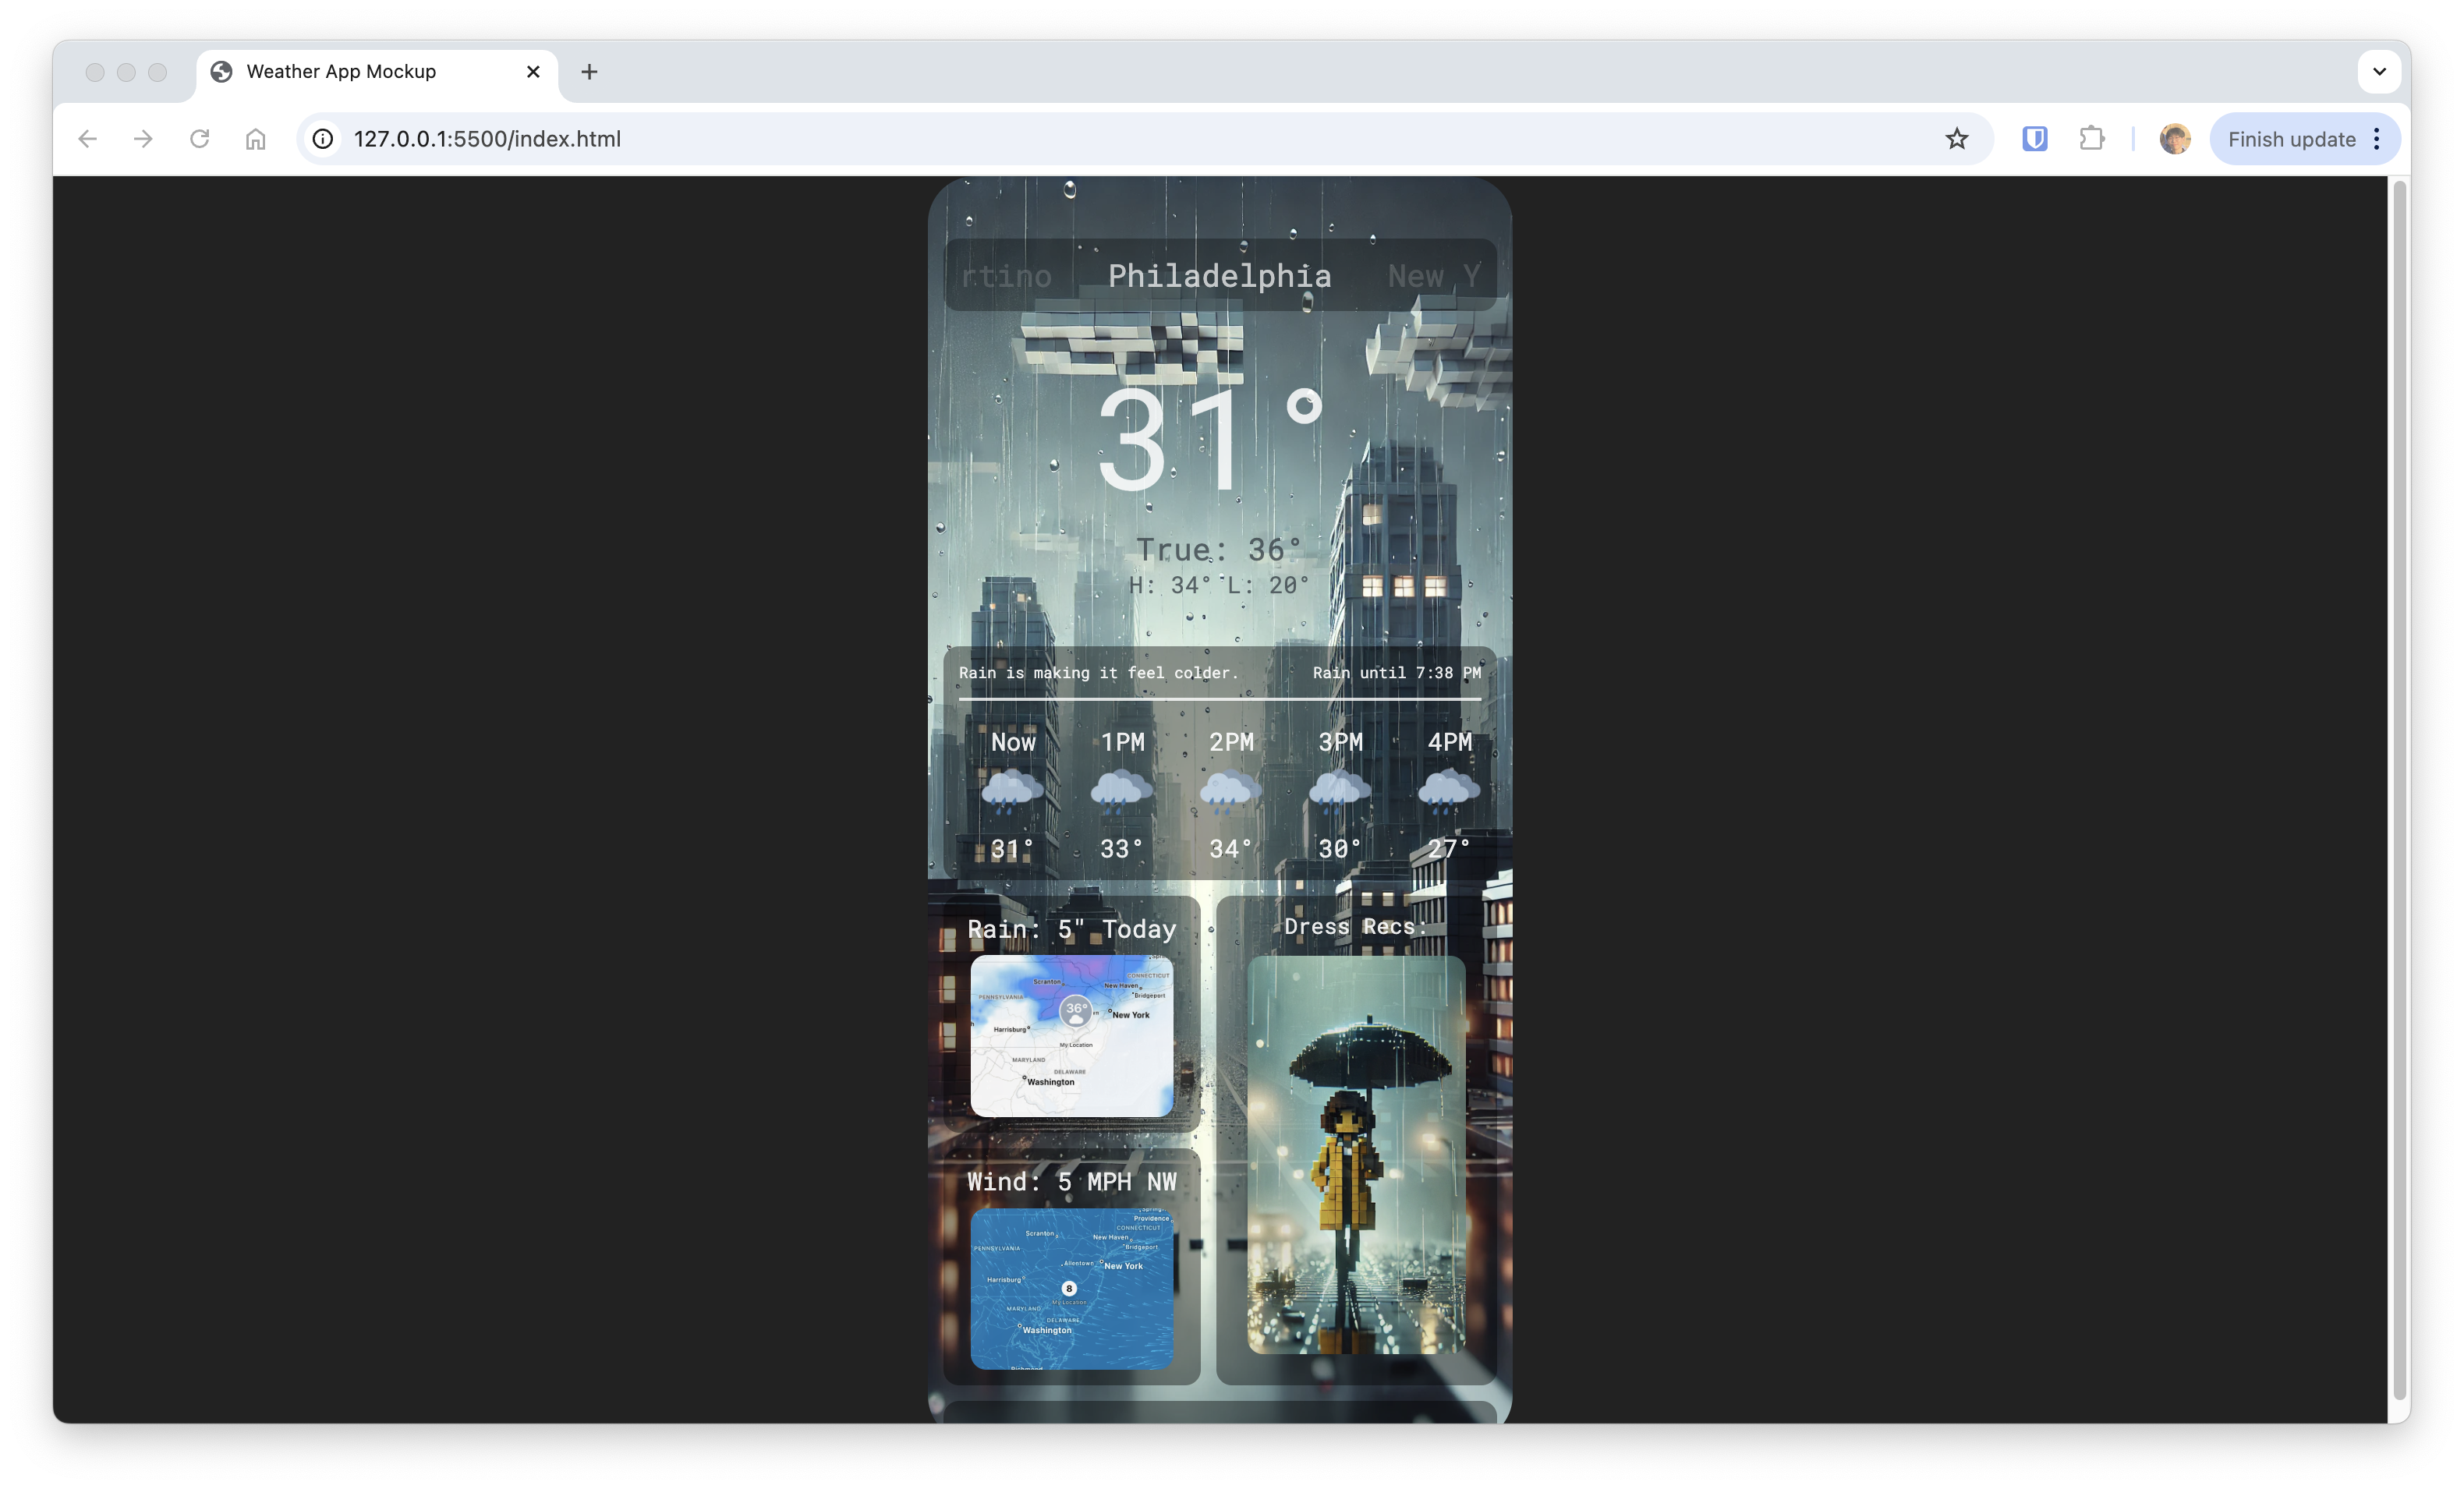 Weather App Mockup
127.0.0.1:5500/index.html
Finish update
rtino Philadelphia New Y
31°
True: 36°
H: 34° L: 20°
Rain is making it feel colder. Rain until 7:38 PM
Now 1PM 2PM 3PM 4PM
31° 33° 34° 30° 27°
Rain: 5" Today
Scranton
CONNECTICUT
PENNSYLVANIA
New Haven
Bridgeport
36°
New York
Harrisburg
My Location
MARYLAND
DELAWARE
Washington
Wind: 5 MPH NW
Providence
CONNECTICUT
Scranton
New Haven
PENNSYLVANIA
Bridgeport
Allentown
New York
Harrisburg
8
My Location
MARYLAND
DELAWARE
Washington
Dress Recs: